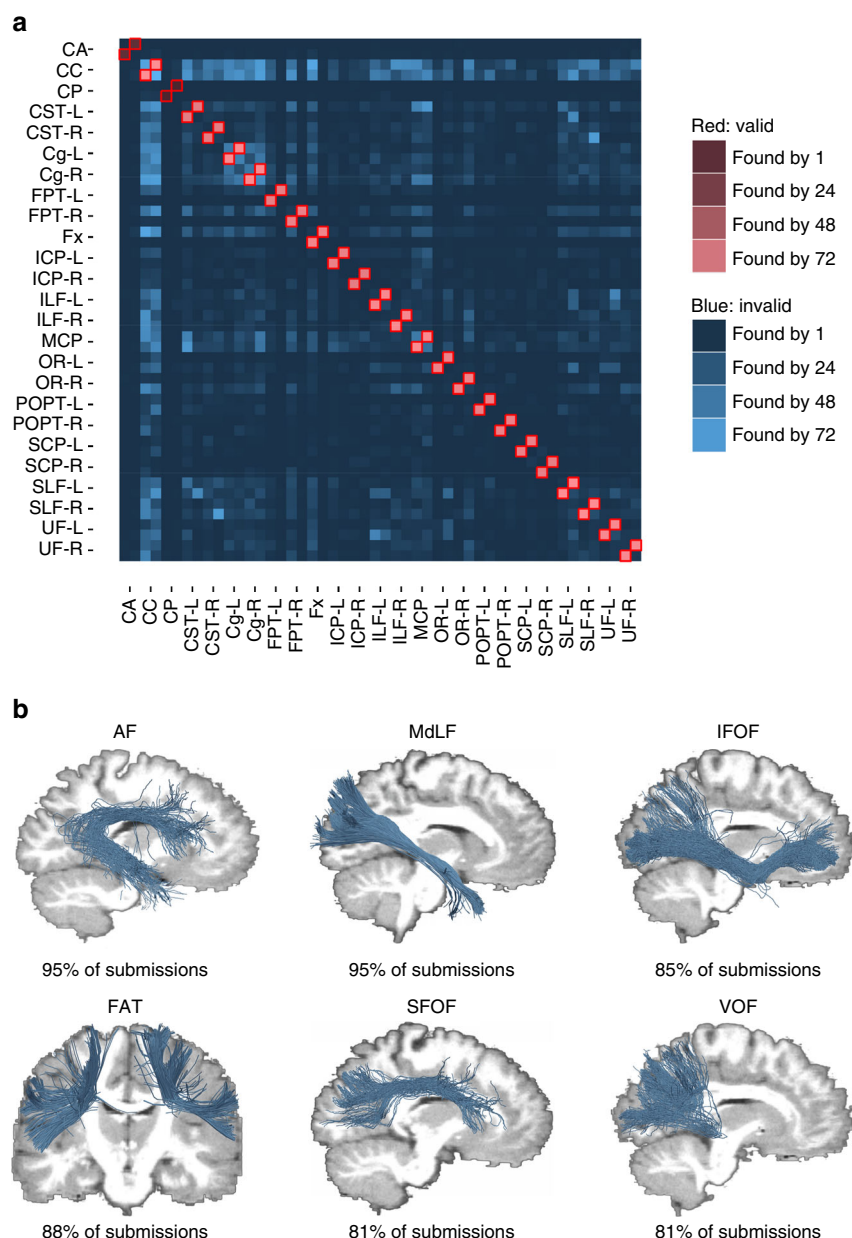 a
CA-
CC -
CP -
CST-L -
CST-R -
Cg-L -
Cg-R -
FPT-L -
FPT-R -
Fx -
ICP-L -
ICP-R -
ILF-L -
ILF-R -
MCP -
OR-L -
OR-R -
POPT-L -
POPT-R -
SCP-L -
SCP-R -
SLF-L -
SLF-R -
UF-L -
UF-R -
CA -
CC -
CP -
CST-L -
CST-R -
Cg-L -
Cg-R -
FPT-L -
FPT-R -
Fx -
ICP-L -
ICP-R -
ILF-L -
ILF-R -
MCP -
OR-L -
OR-R -
POPT-L -
POPT-R -
SCP-L -
SCP-R -
SLF-L -
SLF-R -
UF-L -
UF-R -
Red: valid
Found by 1
Found by 24
Found by 48
Found by 72
Blue: invalid
Found by 1
Found by 24
Found by 48
Found by 72
b
AF
MdLF
IFOF
95% of submissions
95% of submissions
85% of submissions
FAT
SFOF
VOF
88% of submissions
81% of submissions
81% of submissions